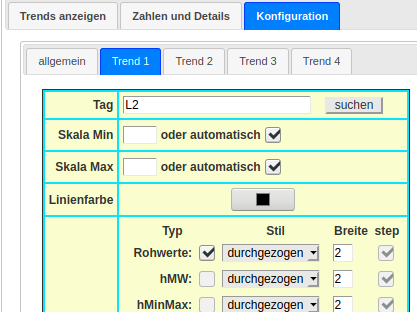 Trends anzeigen Zahlen und Details Konfiguration
allgemein Trend 1 Trend 2 Trend 3 Trend 4
Tag L2 suchen
Skala Min oder automatisch
Skala Max oder automatisch
Linienfarbe
Typ Stil Breite step
Rohwerte: durchgezogen 2
hMW: durchgezogen 2
hMinMax: durchgezogen 2